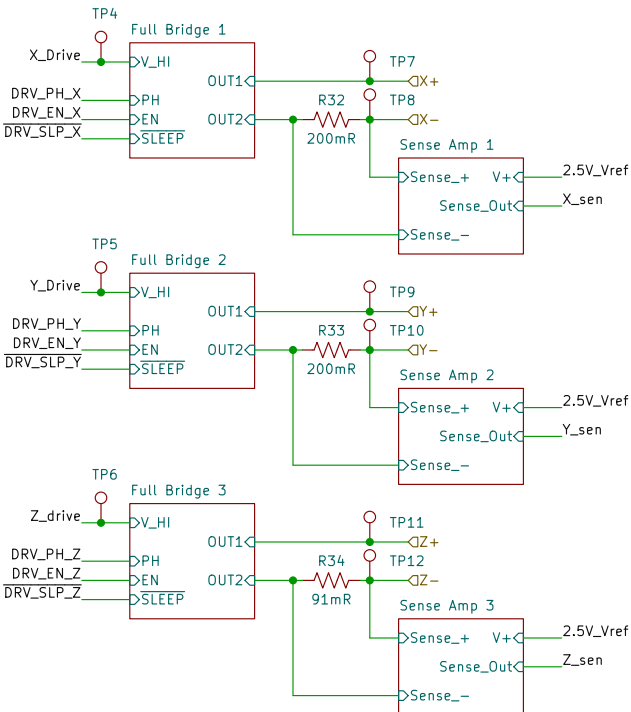 TP4
Full Bridge 1
X_Drive
V_HI
TP7
OUT1
X+
DRV_PH_X
PH
R32
TP8
DRV_EN_X
EN
OUT2
X-
DRV_SLP_X
SLEEP
200mR
Sense Amp 1
Sense_+
V+
2.5V_Vref
Sense_Out
X_sen
Sense_-
TP5
Full Bridge 2
Y_Drive
V_HI
TP9
OUT1
Y+
DRV_PH_Y
PH
R33
TP10
DRV_EN_Y
EN
OUT2
Y-
DRV_SLP_Y
SLEEP
200mR
Sense Amp 2
Sense_+
V+
2.5V_Vref
Sense_Out
Y_sen
Sense_-
TP6
Full Bridge 3
Z_drive
V_HI
TP11
OUT1
Z+
DRV_PH_Z
PH
R34
TP12
DRV_EN_Z
EN
OUT2
Z-
DRV_SLP_Z
SLEEP
91mR
Sense Amp 3
Sense_+
V+
2.5V_Vref
Sense_Out
Z_sen
Sense_-